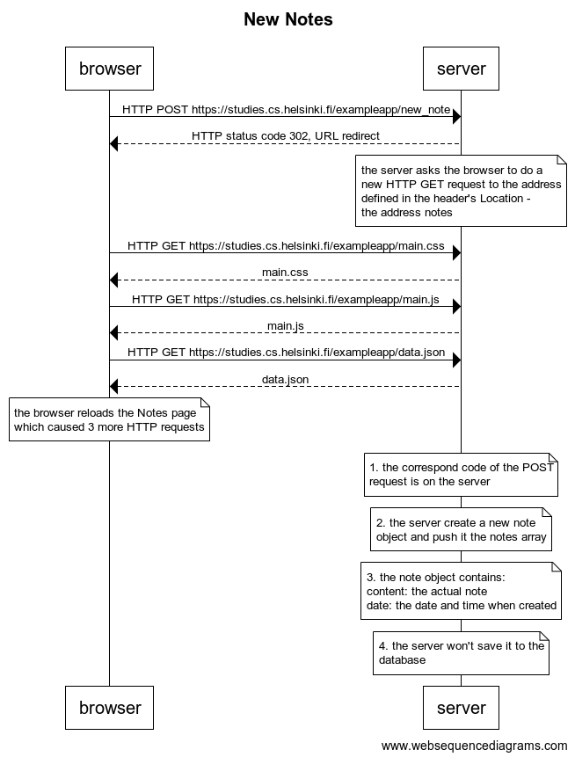 New Notes
browser
server
HTTP POST https://studies.cs.helsinki.fi/exampleapp/new_note
HTTP status code 302, URL redirect
the server asks the browser to do a
new HTTP GET request to the address
defined in the header's Location -
the address notes
HTTP GET https://studies.cs.helsinki.fi/exampleapp/main.css
main.css
HTTP GET https://studies.cs.helsinki.fi/exampleapp/main.js
main.js
HTTP GET https://studies.cs.helsinki.fi/exampleapp/data.json
data.json
the browser reloads the Notes page
which caused 3 more HTTP requests
1. the correspond code of the POST
request is on the server
2. the server create a new note
object and push it the notes array
3. the note object contains:
content: the actual note
date: the date and time when created
4. the server won't save it to the
database
browser
server
www.websequencediagrams.com